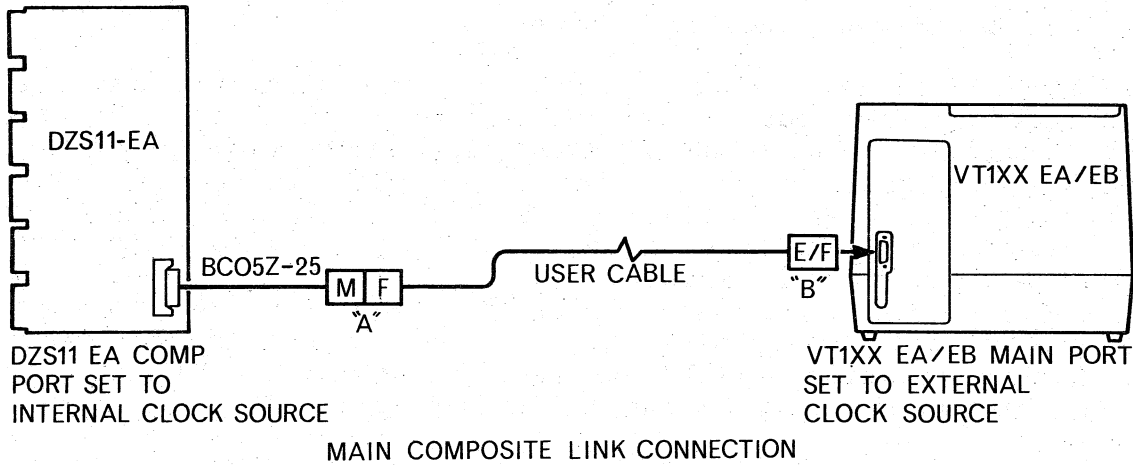 DZS11-EA
VT1XX EA/EB
BC05Z-25
M F
"A"
USER CABLE
E/F
"B"
DZS11 EA COMP
PORT SET TO
INTERNAL CLOCK SOURCE
VT1XX EA/EB MAIN PORT
SET TO EXTERNAL
CLOCK SOURCE
MAIN COMPOSITE LINK CONNECTION